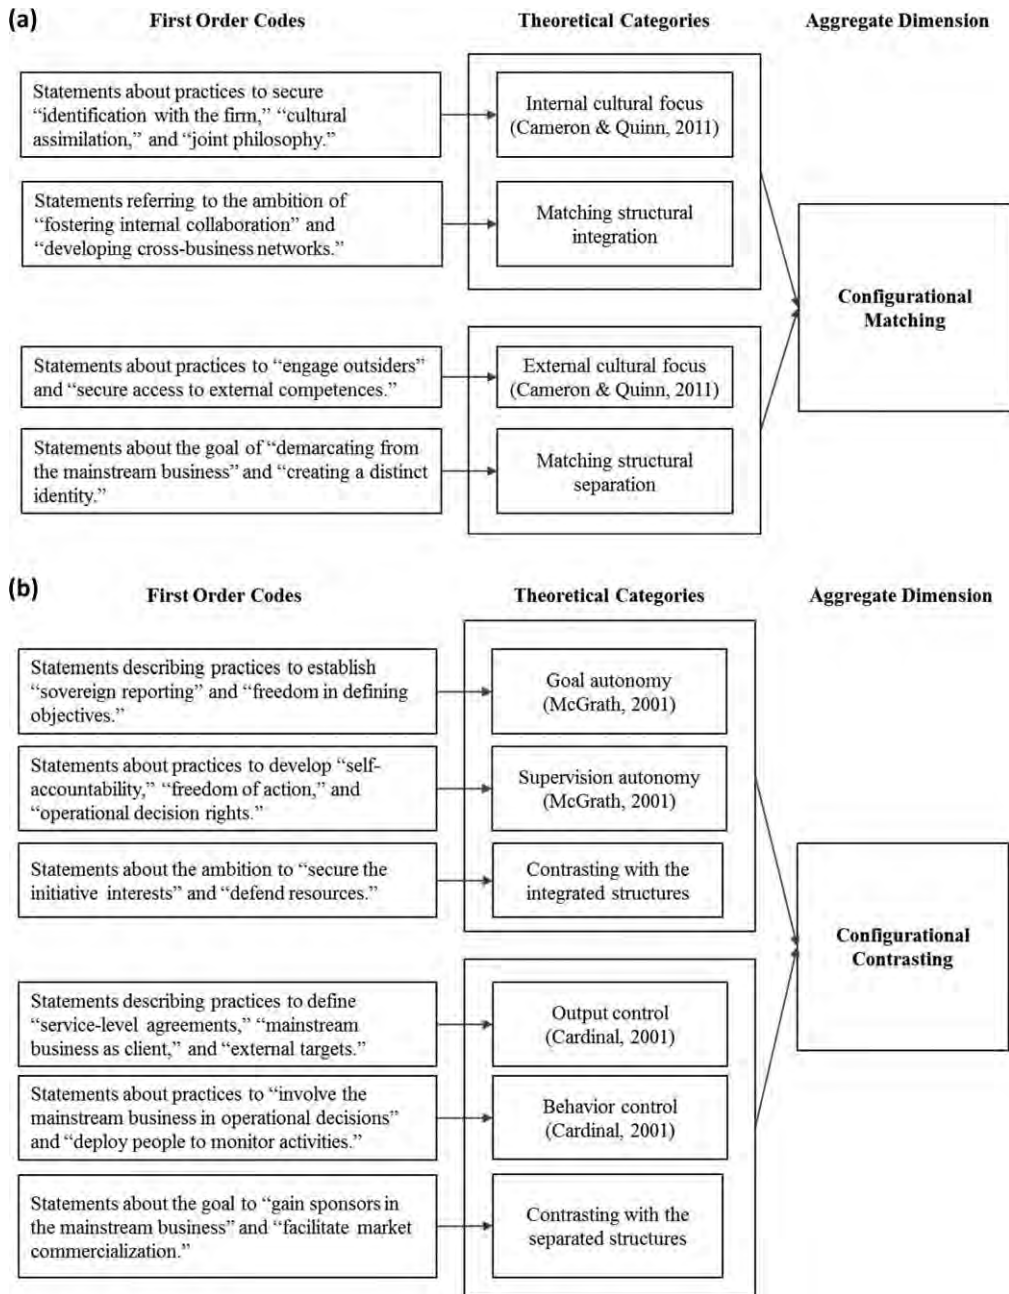 (a)
First Order Codes
Theoretical Categories
Aggregate Dimension
Statements about practices to secure
“identification with the firm,” “cultural
assimilation,” and “joint philosophy.”
Internal cultural focus
(Cameron & Quinn, 2011)
Statements referring to the ambition of
“fostering internal collaboration” and
“developing cross-business networks.”
Matching structural
integration
Configurational
Matching
Statements about practices to “engage outsiders”
and “secure access to external competences.”
External cultural focus
(Cameron & Quinn, 2011)
Statements about the goal of “demarcating from
the mainstream business” and “creating a distinct
identity.”
Matching structural
separation
(b)
First Order Codes
Theoretical Categories
Aggregate Dimension
Statements describing practices to establish
“sovereign reporting” and “freedom in defining
objectives.”
Goal autonomy
(McGrath, 2001)
Statements about practices to develop “self-
accountability,” “freedom of action,” and
“operational decision rights.”
Supervision autonomy
(McGrath, 2001)
Statements about the ambition to “secure the
initiative interests” and “defend resources.”
Contrasting with the
integrated structures
Configurational
Contrasting
Statements describing practices to define
“service-level agreements,” “mainstream
business as client,” and “external targets.”
Output control
(Cardinal, 2001)
Statements about practices to “involve the
mainstream business in operational decisions”
and “deploy people to monitor activities.”
Behavior control
(Cardinal, 2001)
Statements about the goal to “gain sponsors in
the mainstream business” and “facilitate market
commercialization.”
Contrasting with the
separated structures